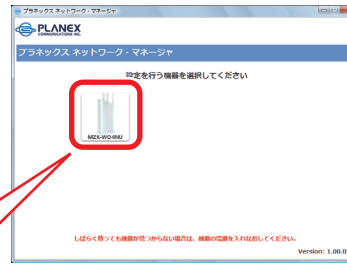 プラネックス ネットワーク・マネージャ
PLANEX
COMMUNICATIONS INC.
プラネックス ネットワーク・マネージャ
設定を行う機器を選択してください
MZK-WO4NU
しばらく待っても機器が見つからない場合は、機器の電源を入れなおしてください。
Version: 1.00.0